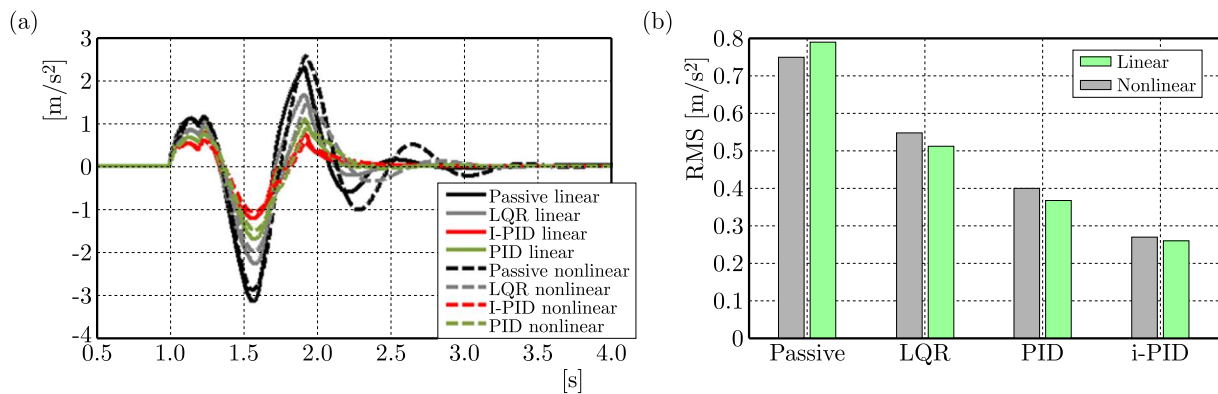 (a)
[m/s²]
3
2
1
0
-1
-2
-3
-4
0.5
1.0
1.5
2.0
2.5
3.0
3.5
4.0
[s]
Passive linear
LQR linear
I-PID linear
PID linear
Passive nonlinear
LQR nonlinear
I-PID nonlinear
PID nonlinear
(b)
RMS [m/s²]
0.8
0.7
0.6
0.5
0.4
0.3
0.2
0.1
0
Linear
Nonlinear
Passive
LQR
PID
i-PID